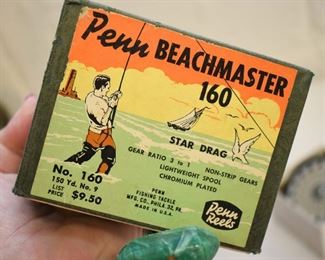 Penn BEACHMASTER
160
STAR DRAG
GEAR RATIO 3 to 1 NON-STRIP GEARS
LIGHTWEIGHT SPOOL
CHROMIUM PLATED
No. 160
150 Yd. No. 9
LIST
PRICE $9.50
PENN
FISHING TACKLE
MFG. CO., PHILA. 32, PA.
MADE IN U.S.A.
Penn
Reels